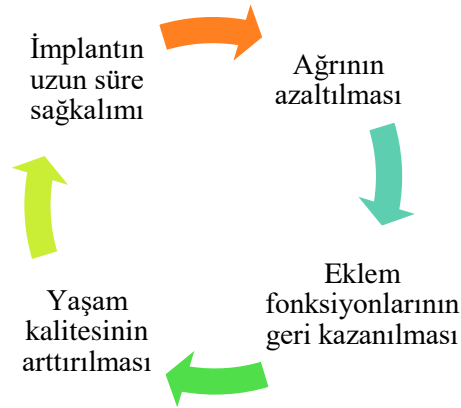 İmplantın
uzun süre
sağkalımı
Ağrının
azaltılması
Eklem
fonksiyonlarının
geri kazanılması
Yaşam
kalitesinin
arttırılması